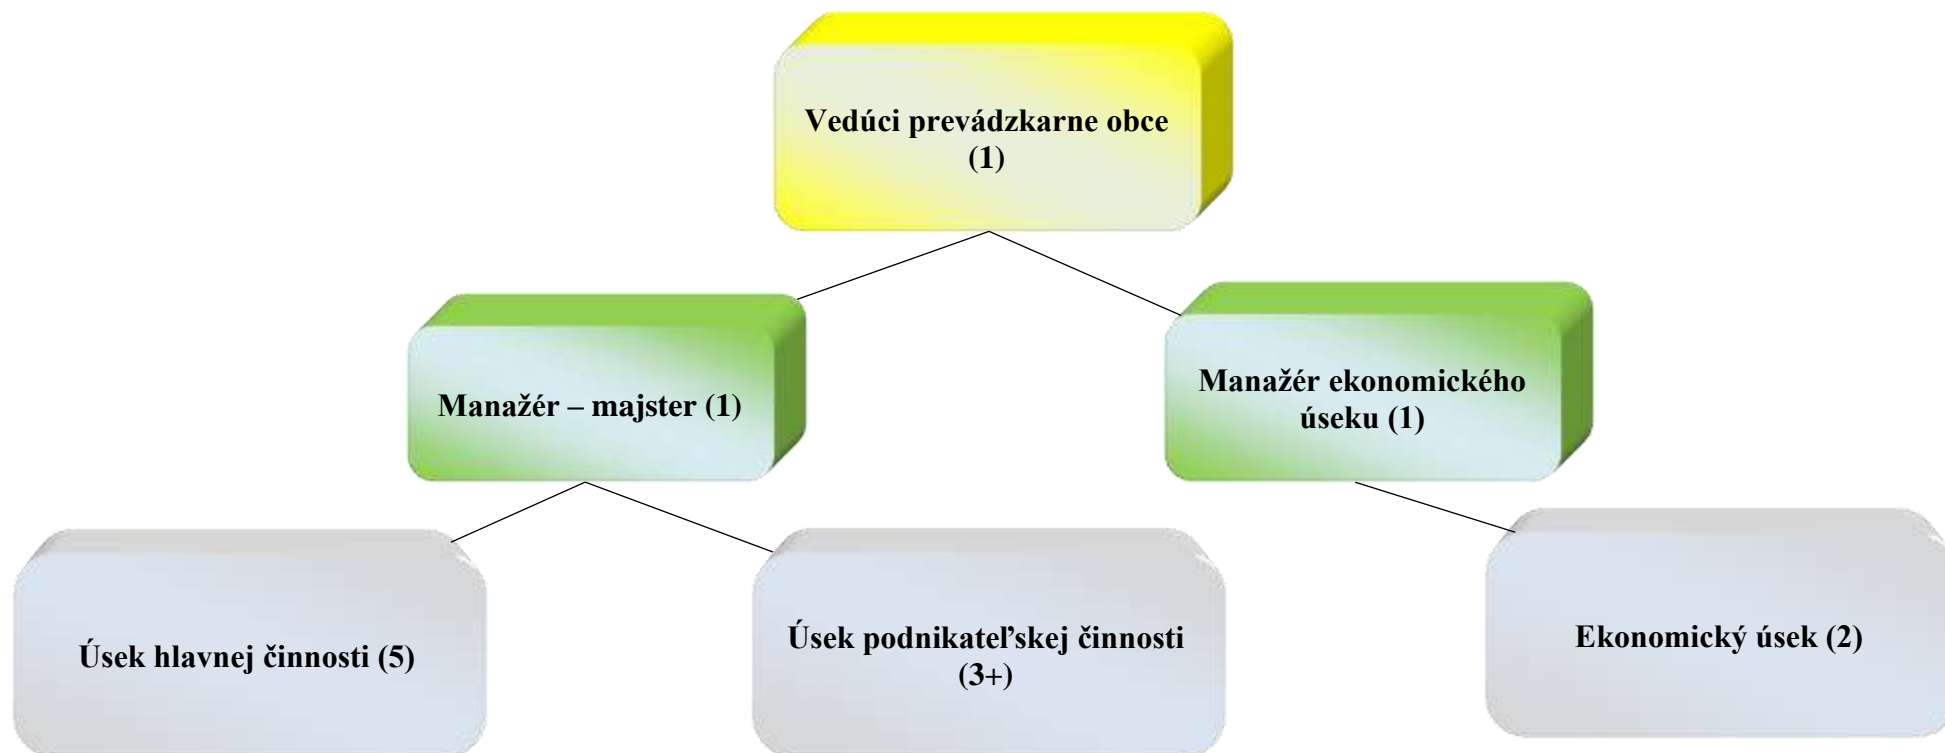 Vedúci prevádzkarne obce
(1)
Manažér – majster (1)
Manažér ekonomického
úseku (1)
Úsek hlavnej činnosti (5)
Úsek podnikateľskej činnosti
(3+)
Ekonomický úsek (2)